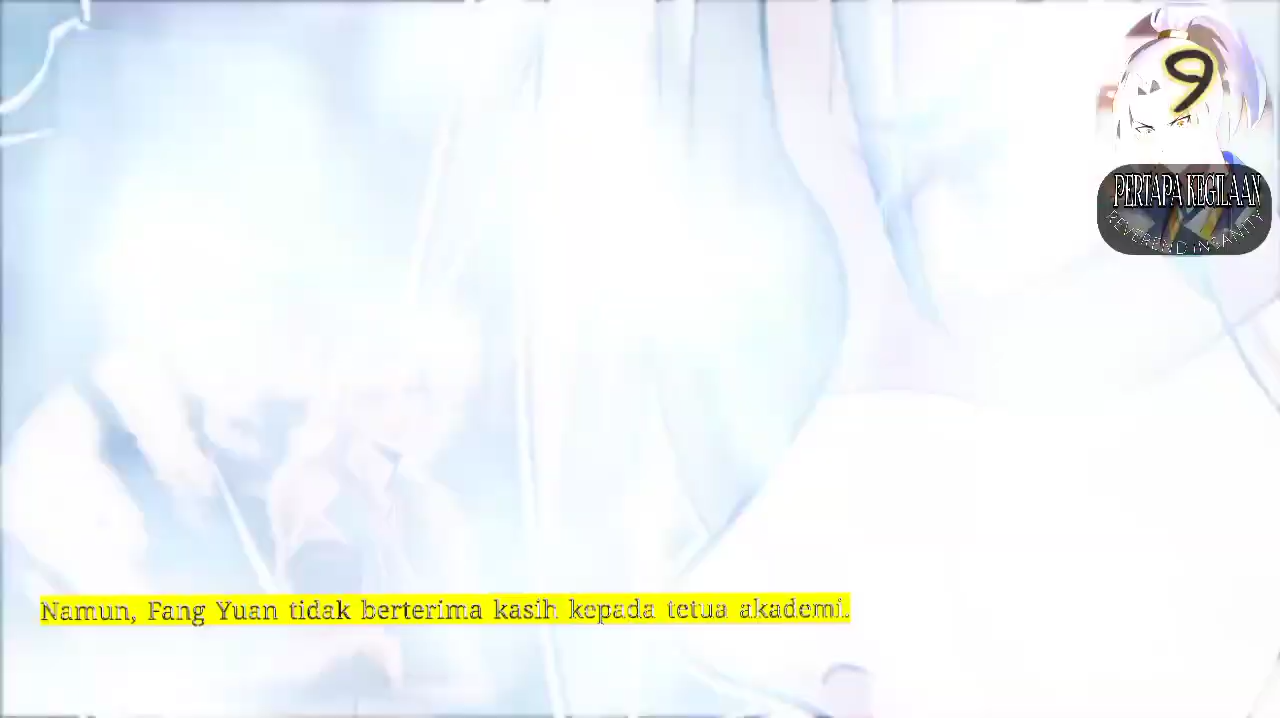 9
PERTAPA KEGILAAN
REVEREND INSANITY
Namun, Fang Yuan tidak berterima kasih kepada tetua akademi.